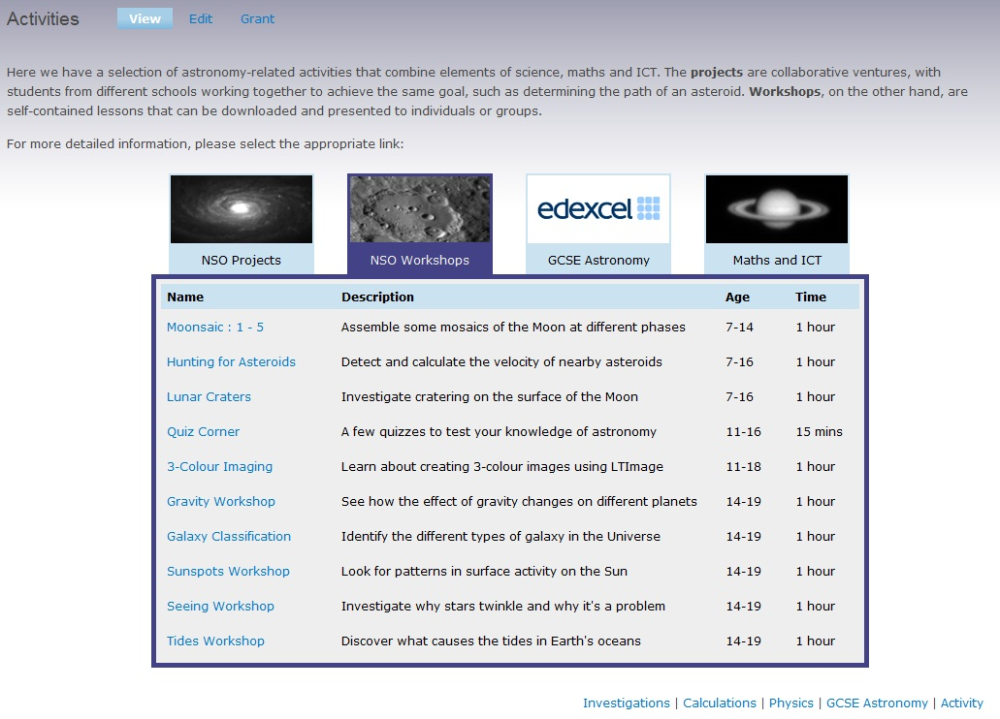 Activities View Edit Grant
Here we have a selection of astronomy-related activities that combine elements of science, maths and ICT. The projects are collaborative ventures, with
students from different schools working together to achieve the same goal, such as determining the path of an asteroid. Workshops, on the other hand, are
self-contained lessons that can be downloaded and presented to individuals or groups.
For more detailed information, please select the appropriate link:
edexcel
NSO Projects NSO Workshops GCSE Astronomy Maths and ICT
Name Description Age Time
Moonsaic : 1 - 5 Assemble some mosaics of the Moon at different phases 7-14 1 hour
Hunting for Asteroids Detect and calculate the velocity of nearby asteroids 7-16 1 hour
Lunar Craters Investigate cratering on the surface of the Moon 7-16 1 hour
Quiz Corner A few quizzes to test your knowledge of astronomy 11-16 15 mins
3-Colour Imaging Learn about creating 3-colour images using LTImage 11-18 1 hour
Gravity Workshop See how the effect of gravity changes on different planets 14-19 1 hour
Galaxy Classification Identify the different types of galaxy in the Universe 14-19 1 hour
Sunspots Workshop Look for patterns in surface activity on the Sun 14-19 1 hour
Seeing Workshop Investigate why stars twinkle and why it's a problem 14-19 1 hour
Tides Workshop Discover what causes the tides in Earth's oceans 14-19 1 hour
Investigations | Calculations | Physics | GCSE Astronomy | Activity